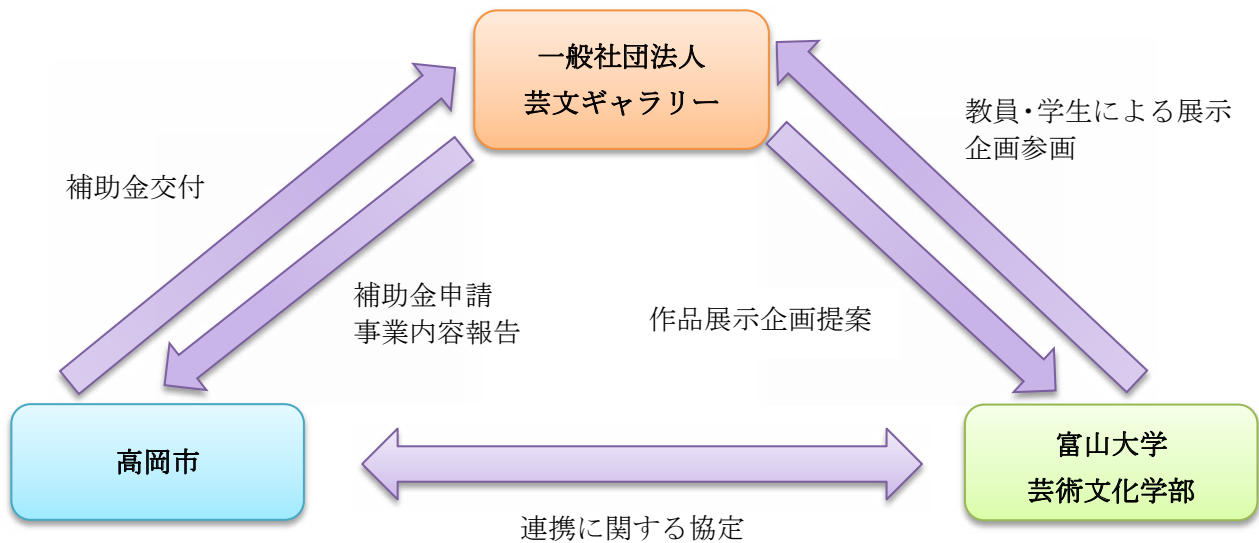 一般社団法人
芸文ギャラリー
教員・学生による展示
企画参画
補助金交付
補助金申請
事業内容報告
作品展示企画提案
高岡市
富山大学
芸術文化学部
連携に関する協定